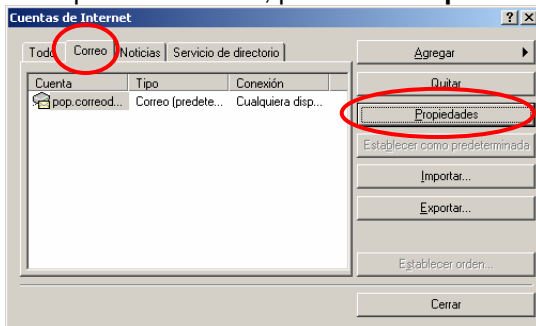 Cuentas de Internet
Todo Correo Noticias Servicio de directorio
Cuenta Tipo Conexión
pop.correod... Correo (predete... Cualquiera disp...
Agregar
Quitar
Propiedades
Establecer como predeterminada
Importar...
Exportar...
Establecer orden...
Cerrar